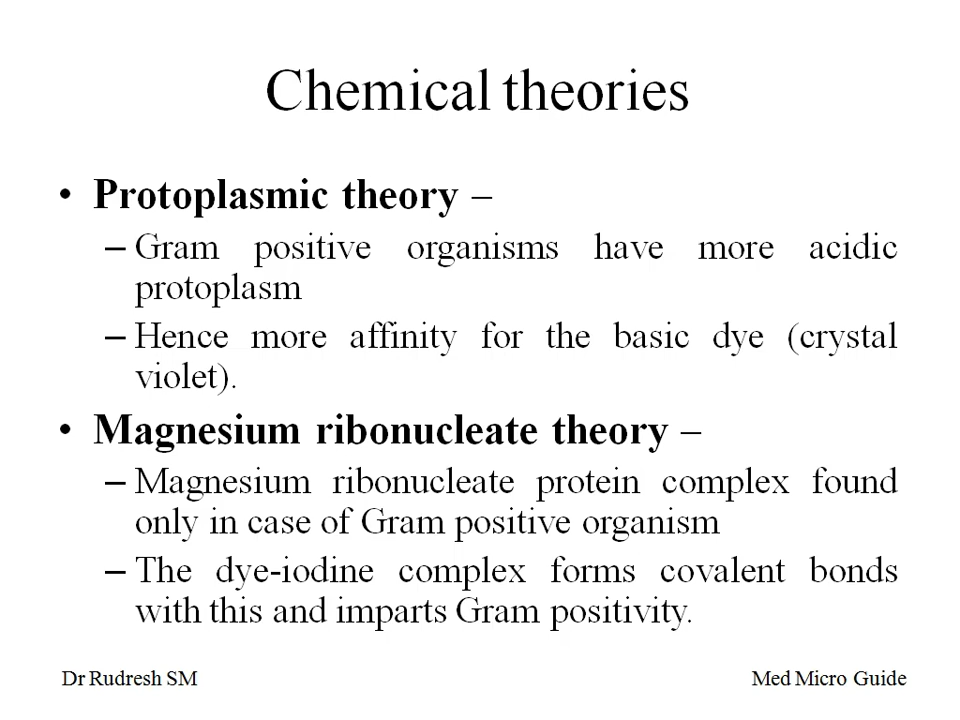 Chemical theories
• Protoplasmic theory –
– Gram positive organisms have more acidic
protoplasm
– Hence more affinity for the basic dye (crystal
violet).
• Magnesium ribonucleate theory –
– Magnesium ribonucleate protein complex found
only in case of Gram positive organism
– The dye-iodine complex forms covalent bonds
with this and imparts Gram positivity.
Dr Rudresh SM
Med Micro Guide